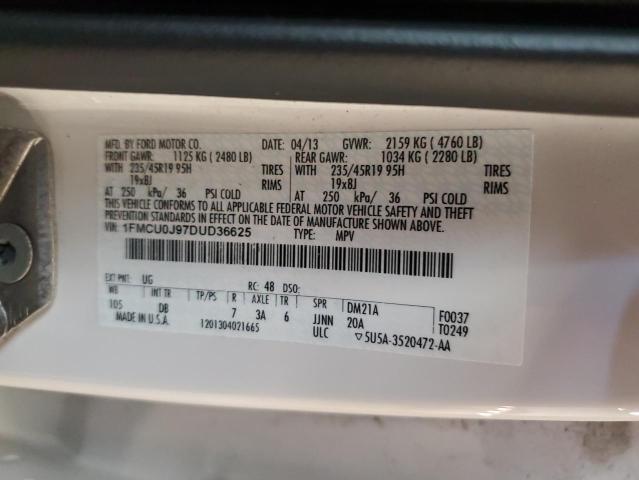 MFD. BY FORD MOTOR CO. DATE: 04/13 GVWR: 2159 KG (4760 LB)
FRONT GAWR: 1125 KG (2480 LB) REAR GAWR: 1034 KG (2280 LB)
WITH 235/45R19 95H TIRES WITH 235/45R19 95H TIRES
19x8J RIMS 19x8J RIMS
AT 250 kPa/ 36 PSI COLD AT 250 kPa/ 36 PSI COLD
THIS VEHICLE CONFORMS TO ALL APPLICABLE FEDERAL MOTOR VEHICLE SAFETY AND THEFT
PREVENTION STANDARDS IN EFFECT ON THE DATE OF MANUFACTURE SHOWN ABOVE.
VIN: 1FMCU0J97DUD36625 TYPE: MPV
EXT PNT: UG RC: 48 DSO:
WB INT TR TP/PS R AXLE TR SPR DM21A F0037
105 DB 7 3A 6 JJNN 20A T0249
MADE IN U.S.A. 1201304021665 ULC ▽5U5A-3520472-AA